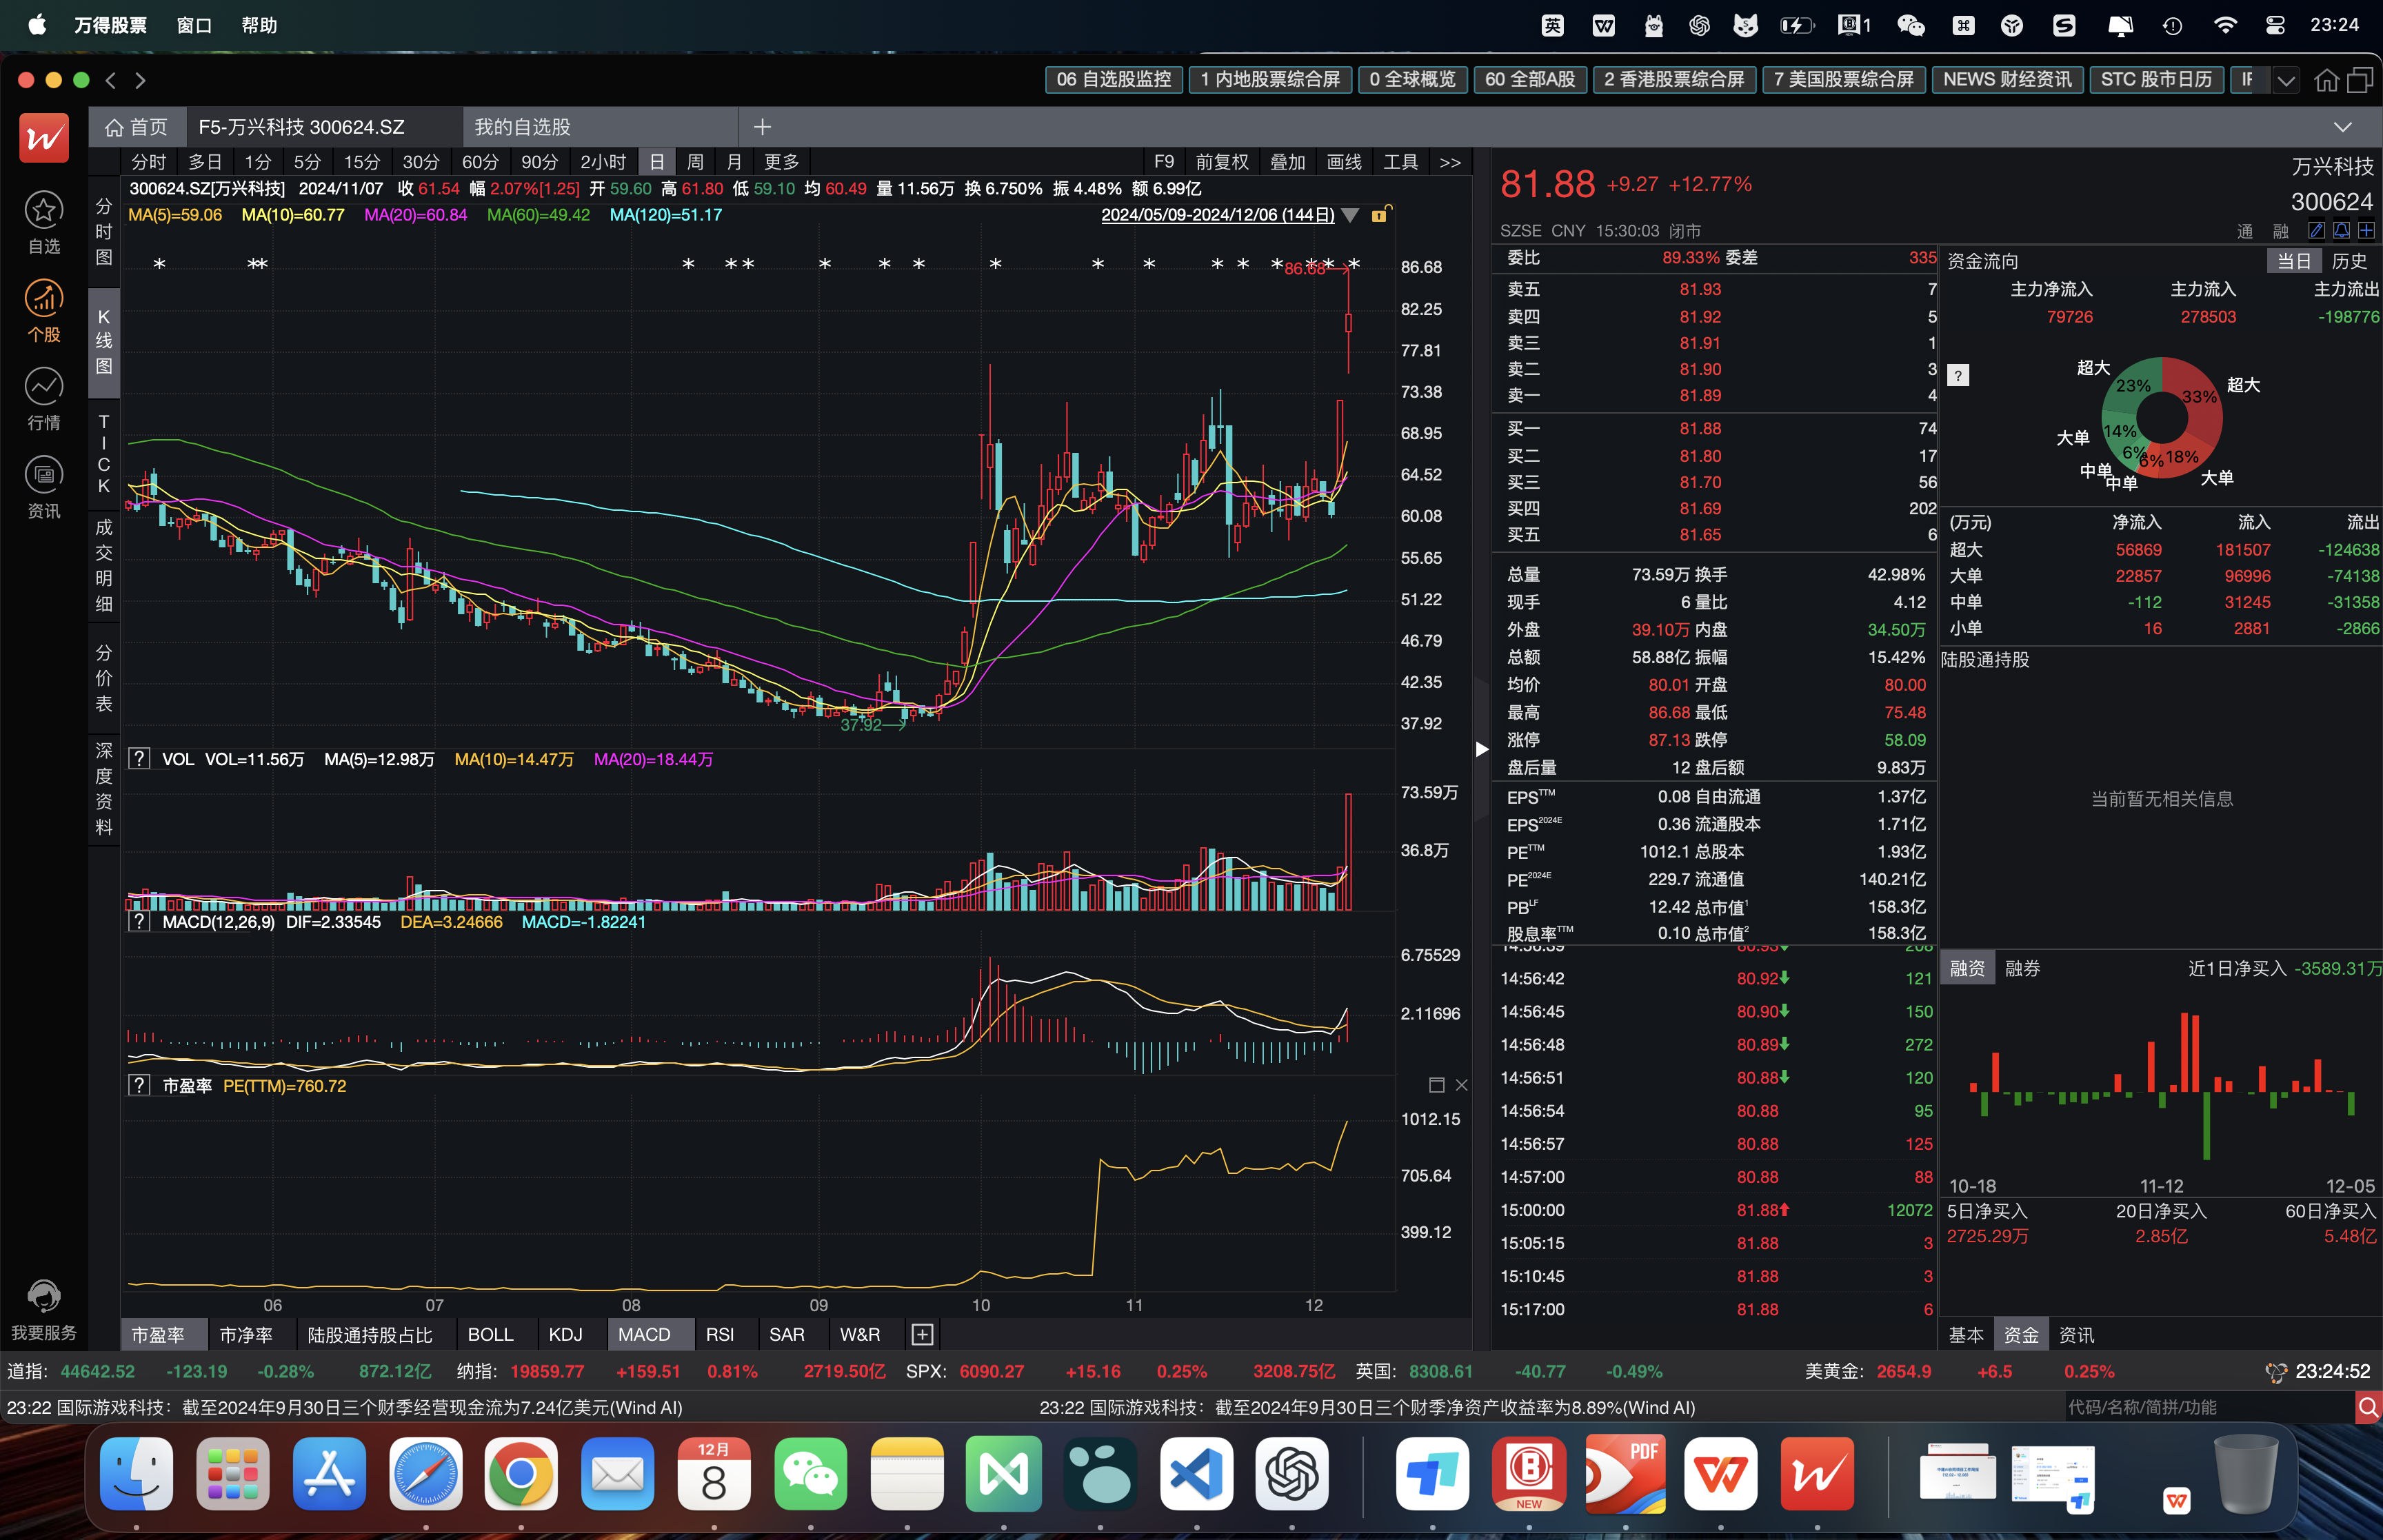 万得股票 窗口 帮助 英 1 23:24
06 自选股监控 1 内地股票综合屏 0 全球概览 60 全部A股 2 香港股票综合屏 7 美国股票综合屏 NEWS 财经资讯 STC 股市日历
首页 F5-万兴科技 300624.SZ 我的自选股
自选
个股
行情
资讯
我要服务
分时图
K线图
TICK
成交明细
分价表
深度资料
分时 多日 1分 5分 15分 30分 60分 90分 2小时 日 周 月 更多 F9 前复权 叠加 画线 工具 >>
300624.SZ[万兴科技] 2024/11/07 收 61.54 幅 2.07%[1.25] 开 59.60 高 61.80 低 59.10 均 60.49 量 11.56万 换 6.750% 振 4.48% 额 6.99亿
MA(5)=59.06 MA(10)=60.77 MA(20)=60.84 MA(60)=49.42 MA(120)=51.17 2024/05/09-2024/12/06 (144日)
86.68
86.68
82.25
77.81
73.38
68.95
64.52
60.08
55.65
51.22
46.79
42.35
37.92
37.92
? VOL VOL=11.56万 MA(5)=12.98万 MA(10)=14.47万 MA(20)=18.44万
73.59万
36.8万
? MACD(12,26,9) DIF=2.33545 DEA=3.24666 MACD=-1.82241
6.75529
2.11696
? 市盈率 PE(TTM)=760.72
1012.15
705.64
399.12
06 07 08 09 10 11 12
市盈率 市净率 陆股通持股占比 BOLL KDJ MACD RSI SAR W&R
81.88 +9.27 +12.77%
万兴科技
300624
SZSE CNY 15:30:03 闭市 通 融
委比 89.33% 委差 335
卖五 81.93 7
卖四 81.92 5
卖三 81.91 1
卖二 81.90 3
卖一 81.89 4
买一 81.88 74
买二 81.80 17
买三 81.70 56
买四 81.69 202
买五 81.65 6
总量 73.59万 换手 42.98%
现手 6 量比 4.12
外盘 39.10万 内盘 34.50万
总额 58.88亿 振幅 15.42%
均价 80.01 开盘 80.00
最高 86.68 最低 75.48
涨停 87.13 跌停 58.09
盘后量 12 盘后额 9.83万
EPS TTM 0.08 自由流通 1.37亿
EPS 2024E 0.36 流通股本 1.71亿
PE TTM 1012.1 总股本 1.93亿
PE 2024E 229.7 流通值 140.21亿
PB LF 12.42 总市值1 158.3亿
股息率TTM 0.10 总市值2 158.3亿
14:56:39 80.93 208
14:56:42 80.92 121
14:56:45 80.90 150
14:56:48 80.89 272
14:56:51 80.88 120
14:56:54 80.88 95
14:56:57 80.88 125
14:57:00 80.88 88
15:00:00 81.88 12072
15:05:15 81.88 3
15:10:45 81.88 3
15:17:00 81.88 6
资金流向 当日 历史
主力净流入 主力流入 主力流出
79726 278503 -198776
?
超大 23% 33% 超大
大单 14% 18% 大单
中单 6% 6% 中单
(万元) 净流入 流入 流出
超大 56869 181507 -124638
大单 22857 96996 -74138
中单 -112 31245 -31358
小单 16 2881 -2866
陆股通持股
当前暂无相关信息
融资 融券 近1日净买入 -3589.31万
10-18 11-12 12-05
5日净买入 20日净买入 60日净买入
2725.29万 2.85亿 5.48亿
基本 资金 资讯
道指: 44642.52 -123.19 -0.28% 872.12亿 纳指: 19859.77 +159.51 0.81% 2719.50亿 SPX: 6090.27 +15.16 0.25% 3208.75亿 英国: 8308.61 -40.77 -0.49% 美黄金: 2654.9 +6.5 0.25% 23:24:52
23:22 国际游戏科技：截至2024年9月30日三个财季经营现金流为7.24亿美元(Wind AI) 23:22 国际游戏科技：截至2024年9月30日三个财季净资产收益率为8.89%(Wind AI) 代码/名称/简拼/功能
12月
8
NEW
PDF